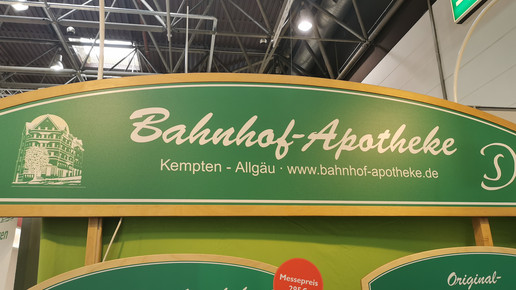 Bahnhof-Apotheke
Kempten - Allgäu · www.bahnhof-apotheke.de
Messepreis
Original-